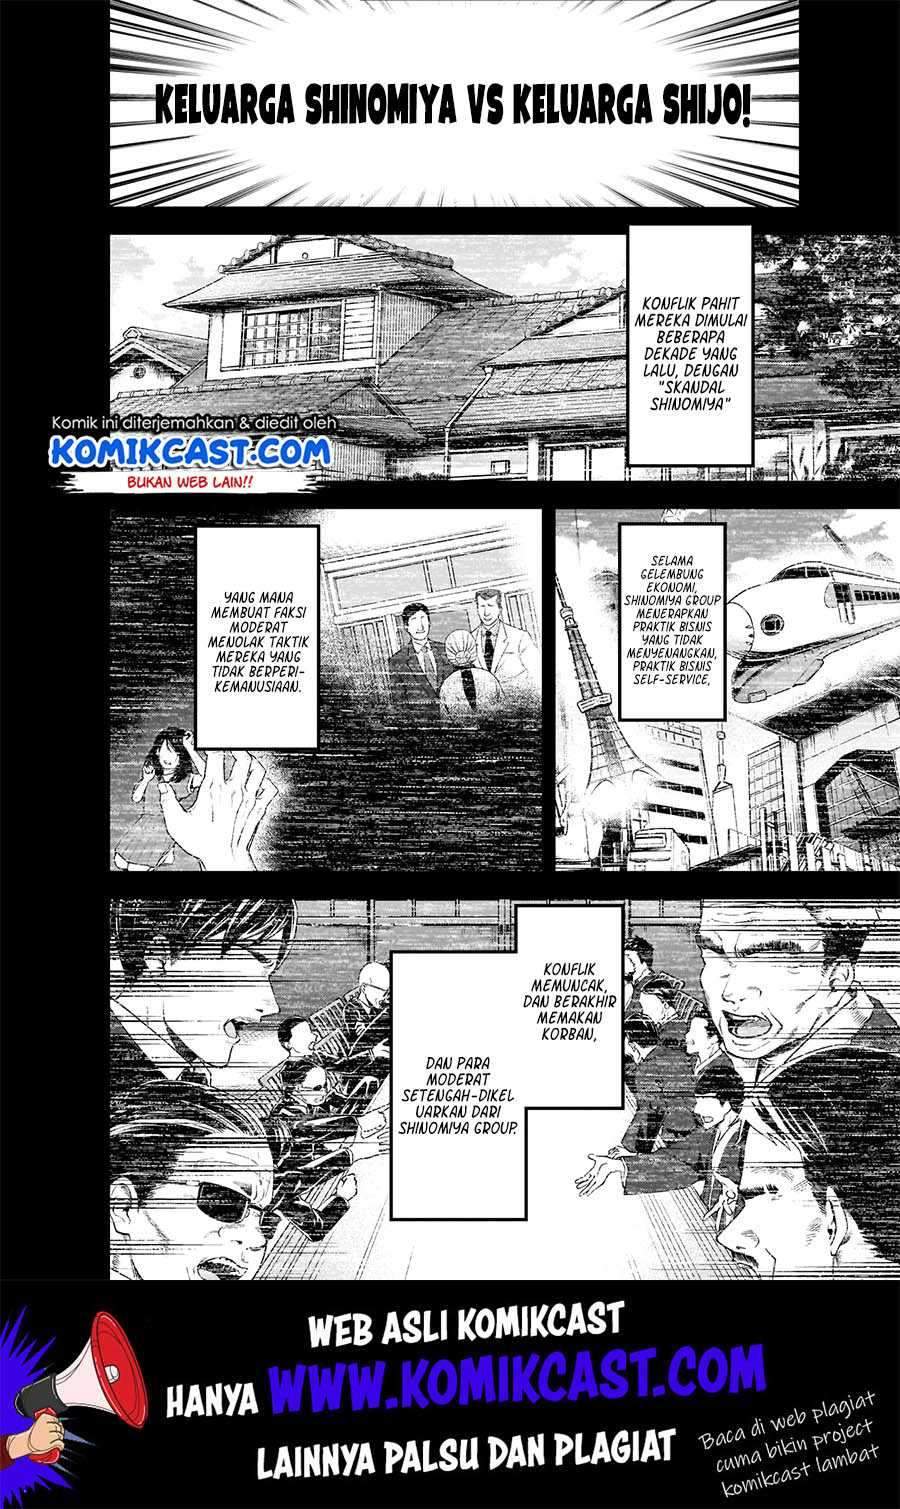 KELUARGA SHINOMIYA VS KELUARGA SHIJO!
KONFLIK PAHIT
MEREKA DIMULAI
BEBERAPA
DEKADE YANG
LALU, DENGAN
"SKANDAL
SHINOMIYA"
Komik ini diterjemahkan & diedit oleh
KOMIKCAST.COM
BUKAN WEB LAIN!!
SELAMA
GELEMBUNG
EKONOMI,
SHINOMIYA GROUP
MENERAPKAN
PRAKTIK BISNIS
YANG TIDAK
MENYENANGKAN,
PRAKTIK BISNIS
SELF-SERVICE,
YANG MANA
MEMBUAT FAKSI
MODERAT
MENOLAK TAKTIK
MEREKA YANG
TIDAK BERPERI-
KEMANUSIAAN.
KONFLIK
MEMUNCAK,
DAN BERAKHIR
MEMAKAN
KORBAN,
DAN PARA
MODERAT
SETENGAH-DIKEL
UARKAN DARI
SHINOMIYA GROUP.
WEB ASLI KOMIKCAST
HANYA WWW.KOMIKCAST.COM
LAINNYA PALSU DAN PLAGIAT
Baca di web plagiat
cuma bikin project
komikcast lambat